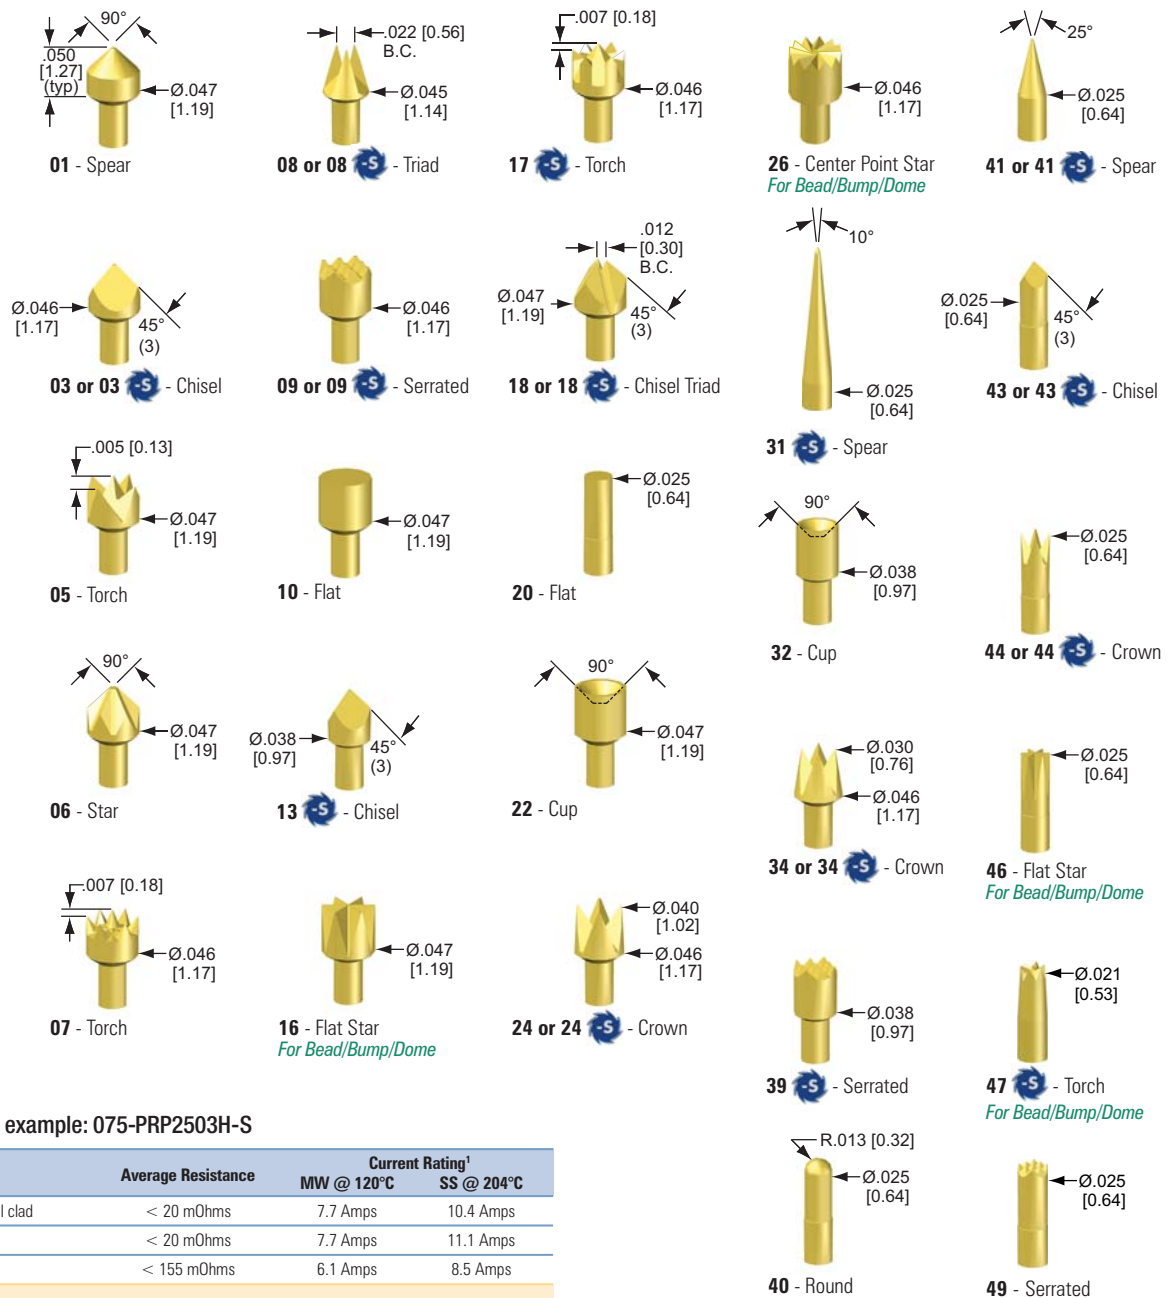 90°
.050
[1.27]
(typ)
Ø.047
[1.19]
01 - Spear
.022 [0.56]
B.C.
Ø.045
[1.14]
08 or 08 -S - Triad
.007 [0.18]
Ø.046
[1.17]
17 -S - Torch
Ø.046
[1.17]
26 - Center Point Star
For Bead/Bump/Dome
25°
Ø.025
[0.64]
41 or 41 -S - Spear
Ø.046
[1.17]
45°
(3)
03 or 03 -S - Chisel
Ø.046
[1.17]
09 or 09 -S - Serrated
.012
[0.30]
B.C.
Ø.047
[1.19]
45°
(3)
18 or 18 -S - Chisel Triad
10°
Ø.025
[0.64]
31 -S - Spear
Ø.025
[0.64]
45°
(3)
43 or 43 -S - Chisel
.005 [0.13]
Ø.047
[1.19]
05 - Torch
Ø.047
[1.19]
10 - Flat
Ø.025
[0.64]
20 - Flat
90°
Ø.038
[0.97]
32 - Cup
Ø.025
[0.64]
44 or 44 -S - Crown
90°
Ø.047
[1.19]
06 - Star
Ø.038
[0.97]
45°
(3)
13 -S - Chisel
90°
Ø.047
[1.19]
22 - Cup
Ø.030
[0.76]
Ø.046
[1.17]
34 or 34 -S - Crown
Ø.025
[0.64]
46 - Flat Star
For Bead/Bump/Dome
.007 [0.18]
Ø.046
[1.17]
07 - Torch
Ø.047
[1.19]
16 - Flat Star
For Bead/Bump/Dome
Ø.040
[1.02]
Ø.046
[1.17]
24 or 24 -S - Crown
Ø.038
[0.97]
39 -S - Serrated
Ø.021
[0.53]
47 -S - Torch
For Bead/Bump/Dome
R.013 [0.32]
Ø.025
[0.64]
40 - Round
Ø.025
[0.64]
49 - Serrated
example: 075-PRP2503H-S
Average Resistance
Current Rating¹
MW @ 120°C SS @ 204°C
l clad < 20 mOhms 7.7 Amps 10.4 Amps
< 20 mOhms 7.7 Amps 11.1 Amps
< 155 mOhms 6.1 Amps 8.5 Amps